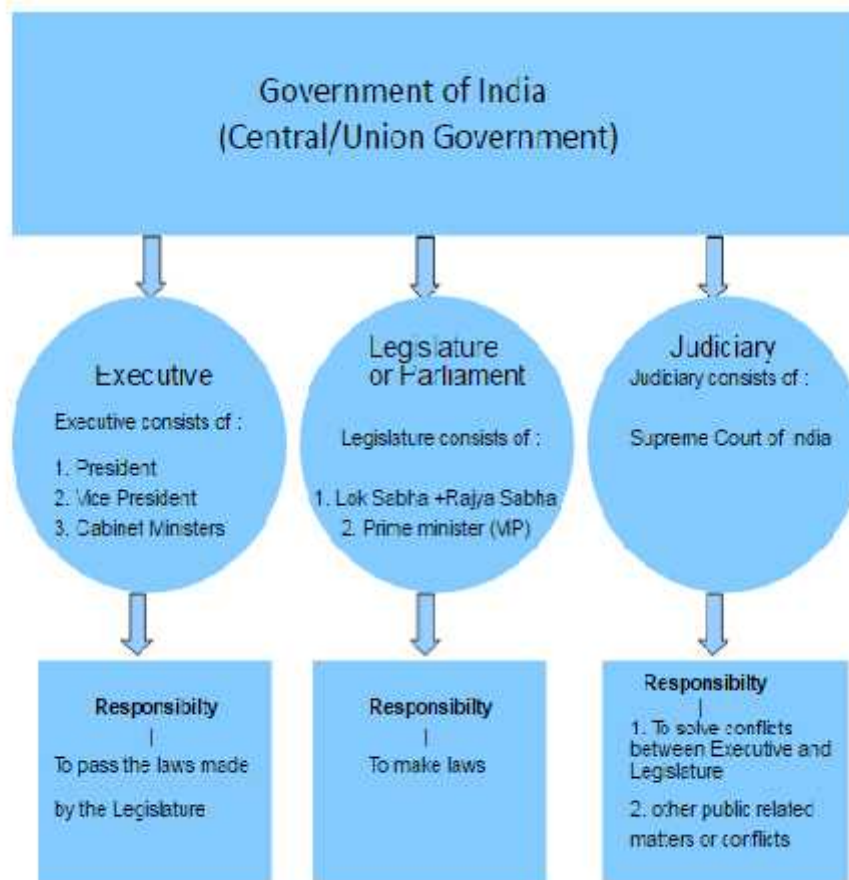 Government of India
(Central/Union Government)
Executive
Executive consists of :
1. President
2. Vice President
3. Cabinet Ministers
Legislature
or Parliament
Legislature consists of :
1. Lok Sabha +Rajya Sabha
2. Prime minister (MP)
Judiciary
Judiciary consists of :
Supreme Court of India
Responsibilty
To pass the laws made
by the Legislature
Responsibilty
To make laws
Responsibilty
1. To solve conflicts
between Executive and
Legislature
2. other public related
matters or conflicts